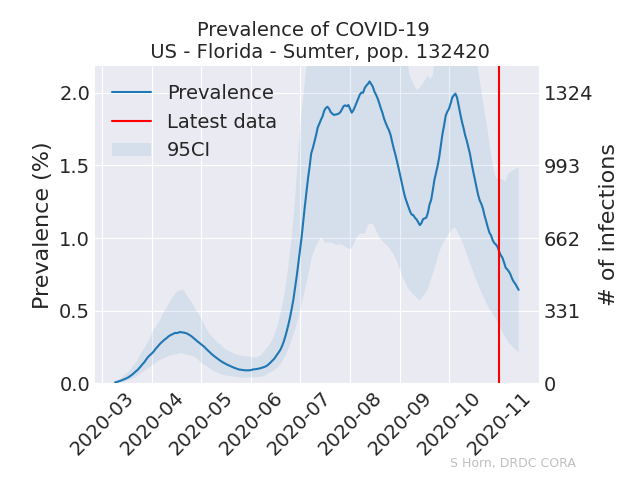 Prevalence of COVID-19
US - Florida - Sumter, pop. 132420
Prevalence (%)
2.0
1.5
1.0
0.5
0.0
Prevalence
Latest data
95CI
1324
993
662
331
0
# of infections
2020-03
2020-04
2020-05
2020-06
2020-07
2020-08
2020-09
2020-10
2020-11
S Horn, DRDC CORA